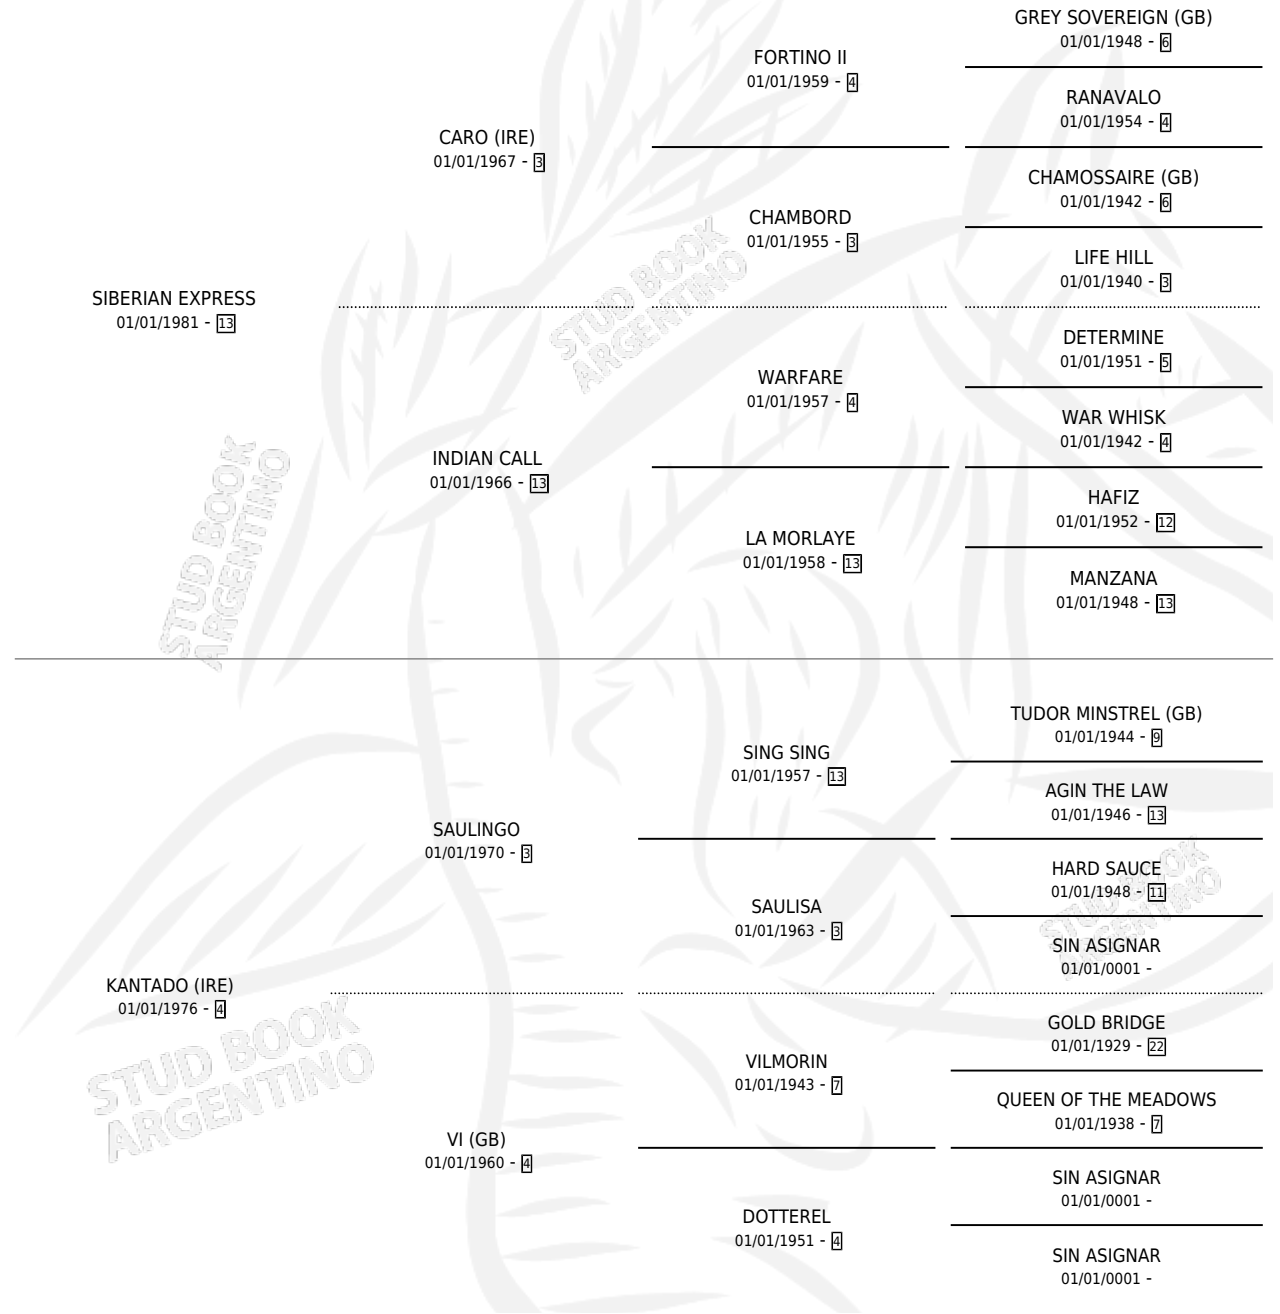 GREY SOVEREIGN (GB)
01/01/1948 - 6
FORTINO II
01/01/1959 - 4
RANAVALO
01/01/1954 - 4
CARO (IRE)
01/01/1967 - 3
CHAMOSSAIRE (GB)
01/01/1942 - 6
CHAMBORD
01/01/1955 - 3
LIFE HILL
01/01/1940 - 3
SIBERIAN EXPRESS
01/01/1981 - 13
DETERMINE
01/01/1951 - 5
WARFARE
01/01/1957 - 4
WAR WHISK
01/01/1942 - 4
INDIAN CALL
01/01/1966 - 13
HAFIZ
01/01/1952 - 12
LA MORLAYE
01/01/1958 - 13
MANZANA
01/01/1948 - 13
TUDOR MINSTREL (GB)
01/01/1944 - 9
SING SING
01/01/1957 - 13
AGIN THE LAW
01/01/1946 - 13
SAULINGO
01/01/1970 - 3
HARD SAUCE
01/01/1948 - 11
SAULISA
01/01/1963 - 3
SIN ASIGNAR
01/01/0001 -
KANTADO (IRE)
01/01/1976 - 4
GOLD BRIDGE
01/01/1929 - 22
VILMORIN
01/01/1943 - 7
QUEEN OF THE MEADOWS
01/01/1938 - 7
VI (GB)
01/01/1960 - 4
SIN ASIGNAR
01/01/0001 -
DOTTEREL
01/01/1951 - 4
SIN ASIGNAR
01/01/0001 -
STUD BOOK
ARGENTINO
STUD BOOK
ARGENTINO
STUD BOOK
ARGENTINO
STUD BOOK
ARGENTINO